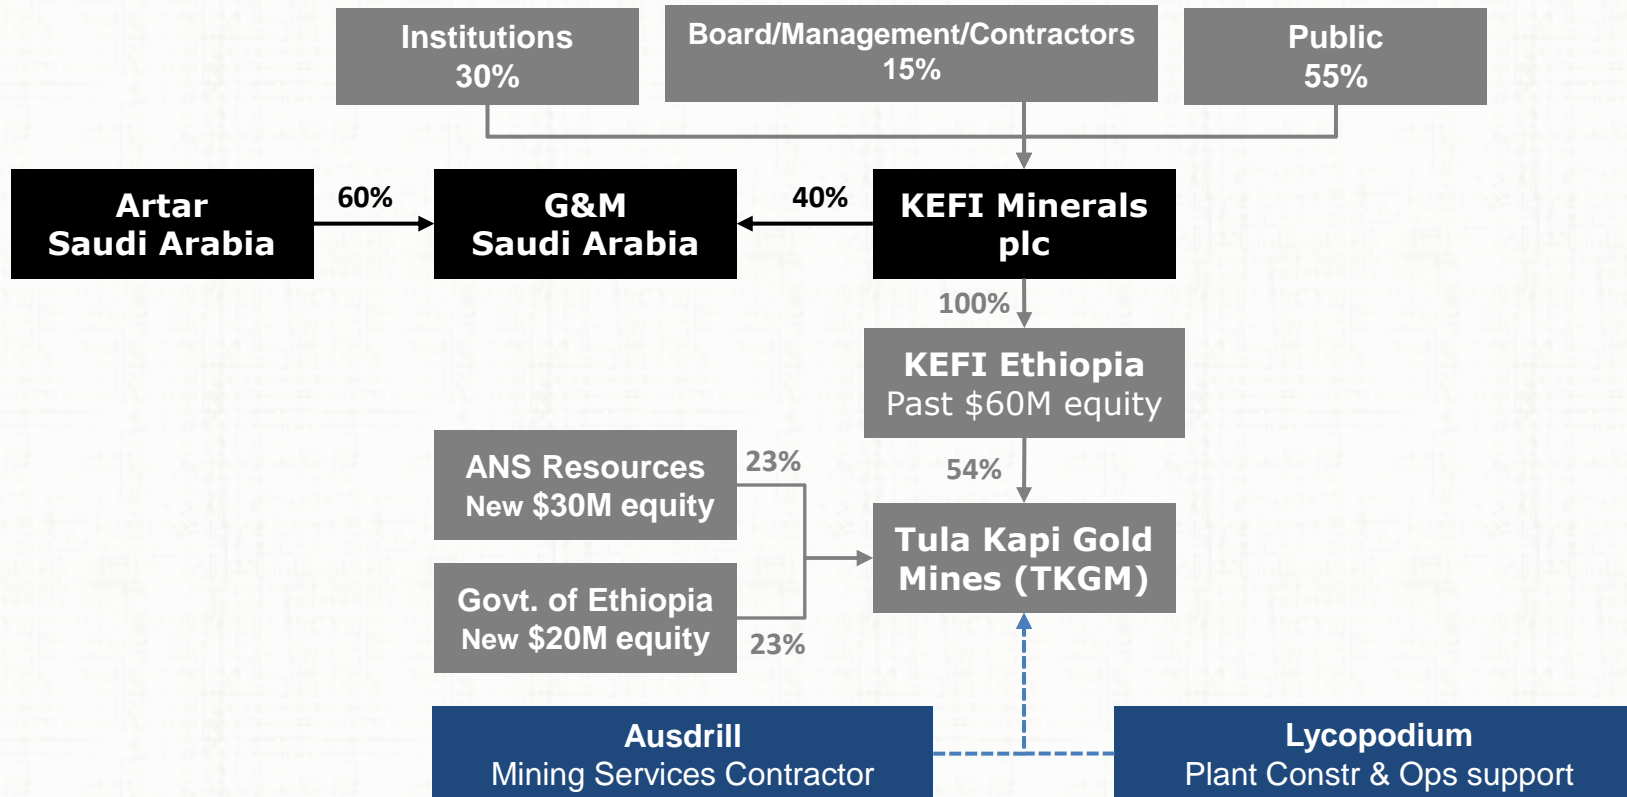 Institutions
30%
Board/Management/Contractors
15%
Public
55%
Artar
Saudi Arabia
60%
G&M
Saudi Arabia
40%
KEFI Minerals
plc
100%
KEFI Ethiopia
Past $60M equity
ANS Resources
New $30M equity
23%
54%
Tula Kapi Gold
Mines (TKGM)
Govt. of Ethiopia
New $20M equity
23%
Ausdrill
Mining Services Contractor
Lycopodium
Plant Constr & Ops support